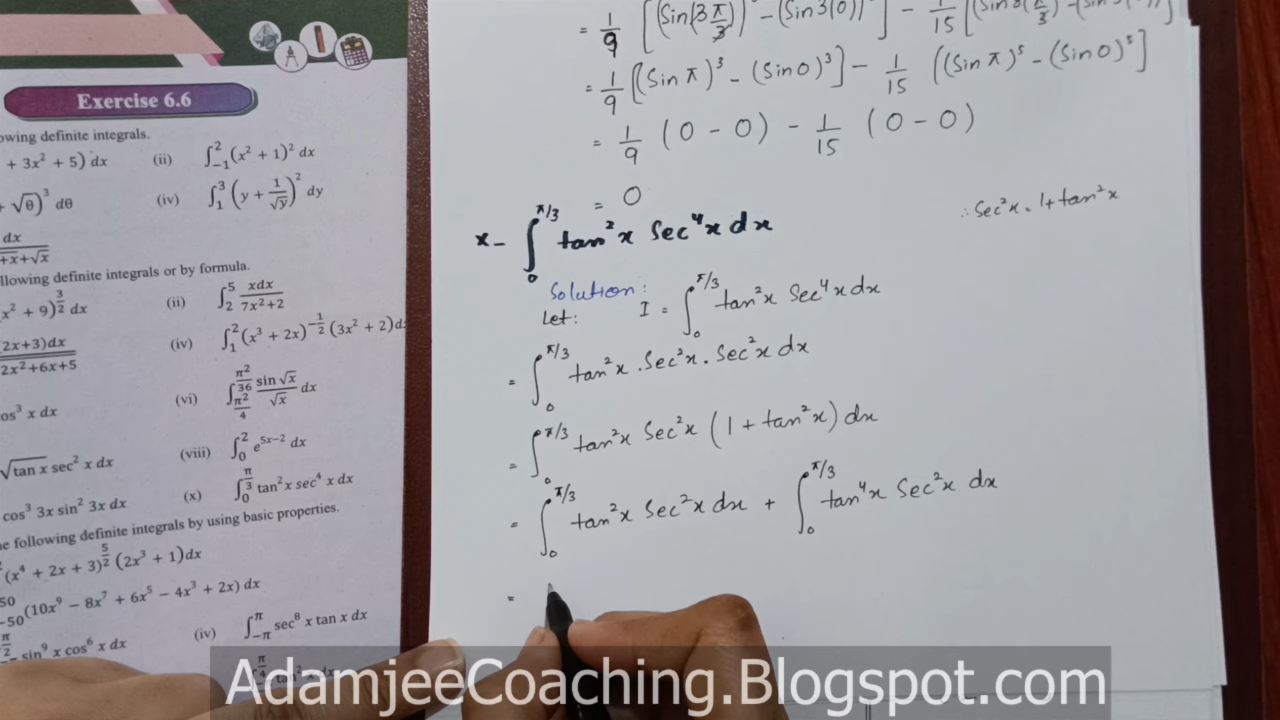 Exercise 6.6
owing definite integrals.
+ 3x² + 5) dx (ii) ∫₋₁² (x² + 1)² dx
+ √θ)³ dθ (iv) ∫₁³ (y + 1/√y)² dy
dx
+x+√x
llowing definite integrals or by formula.
x² + 9)^(3/2) dx (ii) ∫₂⁵ xdx/7x²+2
2x+3)dx
2x²+6x+5 (iv) ∫₁² (x³ + 2x)^(-1/2) (3x² + 2)d
os³ x dx (vi) ∫ sin √x/√x dx
√tan x sec² x dx (viii) ∫₀² e^(5x−2) dx
cos³ 3x sin² 3x dx (x) ∫₀^(π/3) tan² x sec⁴ x dx
e following definite integrals by using basic properties.
(x⁴ + 2x + 3)^(5/2) (2x³ + 1)dx
50
-50 (10x⁹ − 8x⁷ + 6x⁵ − 4x³ + 2x) dx
sin⁹ x cos⁶ x dx (iv) ∫₋π^π sec⁸ x tan x dx
= 1/9 [(Sin(3 π/3))³ - (Sin3(0))³] - 1/15
= 1/9 [(Sin π)³ - (Sin 0)³] - 1/15 ((Sin π)⁵ - (Sin 0)⁵]
= 1/9 (0 - 0) - 1/15 (0 - 0)
= 0
x- ∫₀^(π/3) tan²x Sec⁴x dx
∴ Sec²x = 1+tan²x
Solution:
Let: I = ∫₀^(π/3) tan²x Sec⁴x dx
= ∫₀^(π/3) tan²x . Sec²x . Sec²x dx
= ∫₀^(π/3) tan²x Sec²x (1 + tan²x) dx
= ∫₀^(π/3) tan²x Sec²x dx + ∫₀^(π/3) tan⁴x Sec²x dx
=
AdamjeeCoaching.Blogspot.com